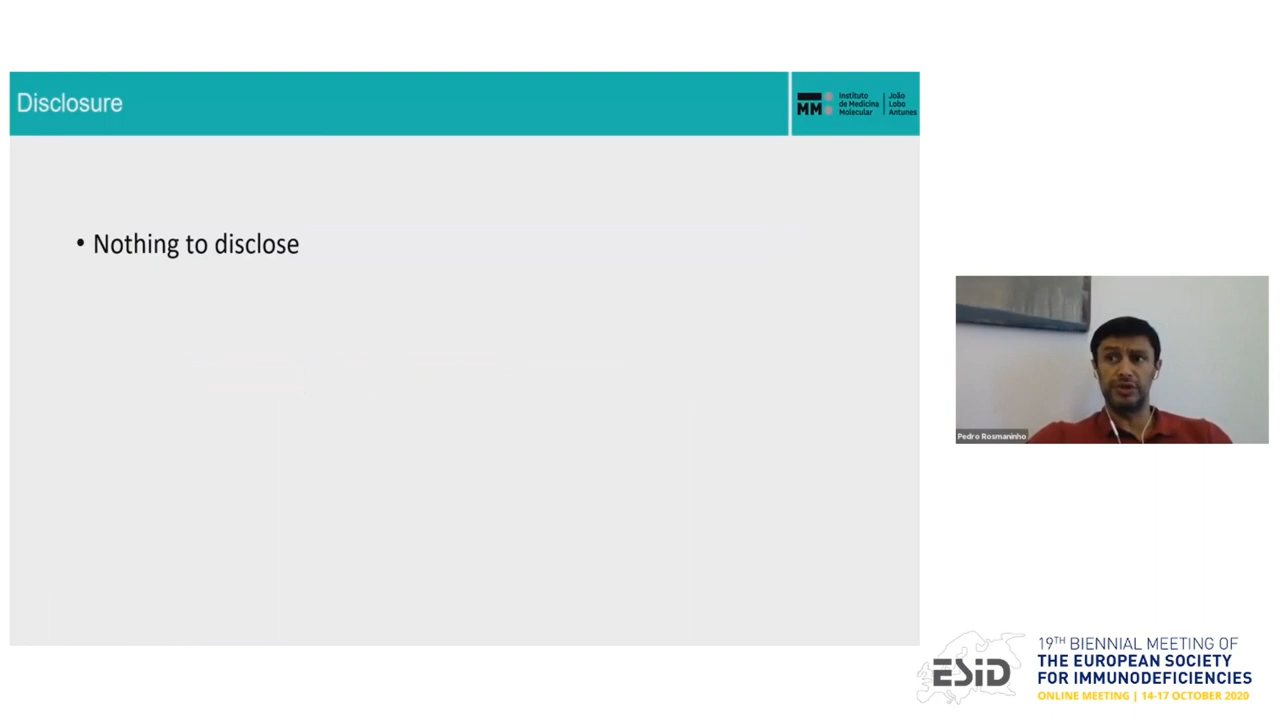 Disclosure
MM
Instituto
de Medicina
Molecular
João
Lobo
Antunes
• Nothing to disclose
Pedro Rosmaninho
ESiD
19TH BIENNIAL MEETING OF
THE EUROPEAN SOCIETY
FOR IMMUNODEFICIENCIES
ONLINE MEETING | 14-17 OCTOBER 2020